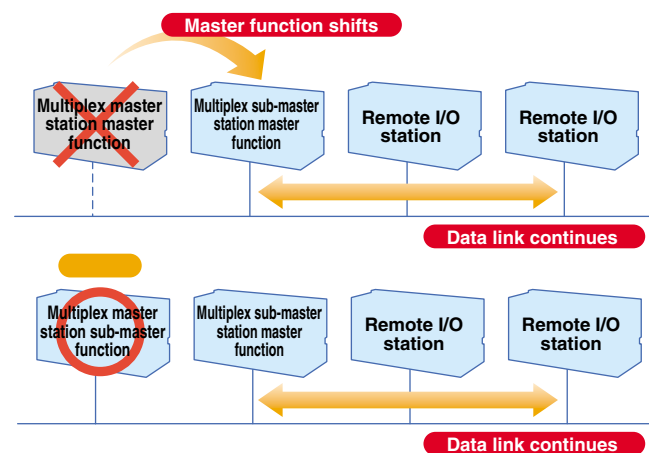 Master function shifts
Multiplex master
station master
function
Multiplex sub-master
station master
function
Remote I/O
station
Remote I/O
station
Data link continues
Multiplex master
station sub-master
function
Multiplex sub-master
station master
function
Remote I/O
station
Remote I/O
station
Data link continues